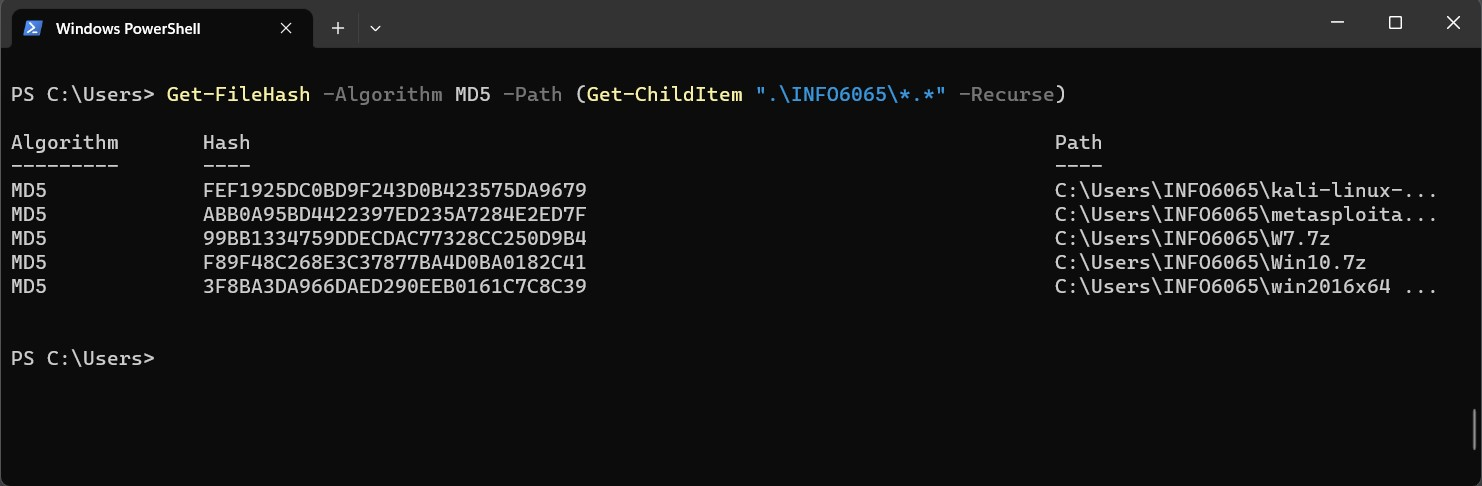 Windows PowerShell
PS C:\Users> Get-FileHash -Algorithm MD5 -Path (Get-ChildItem ".\INFO6065\*.*" -Recurse)
Algorithm Hash Path
--------- ---- ----
MD5 FEF1925DC0BD9F243D0B423575DA9679 C:\Users\INFO6065\kali-linux-...
MD5 ABB0A95BD4422397ED235A7284E2ED7F C:\Users\INFO6065\metasploita...
MD5 99BB1334759DDECDAC77328CC250D9B4 C:\Users\INFO6065\W7.7z
MD5 F89F48C268E3C37877BA4D0BA0182C41 C:\Users\INFO6065\Win10.7z
MD5 3F8BA3DA966DAED290EEB0161C7C8C39 C:\Users\INFO6065\win2016x64 ...
PS C:\Users>